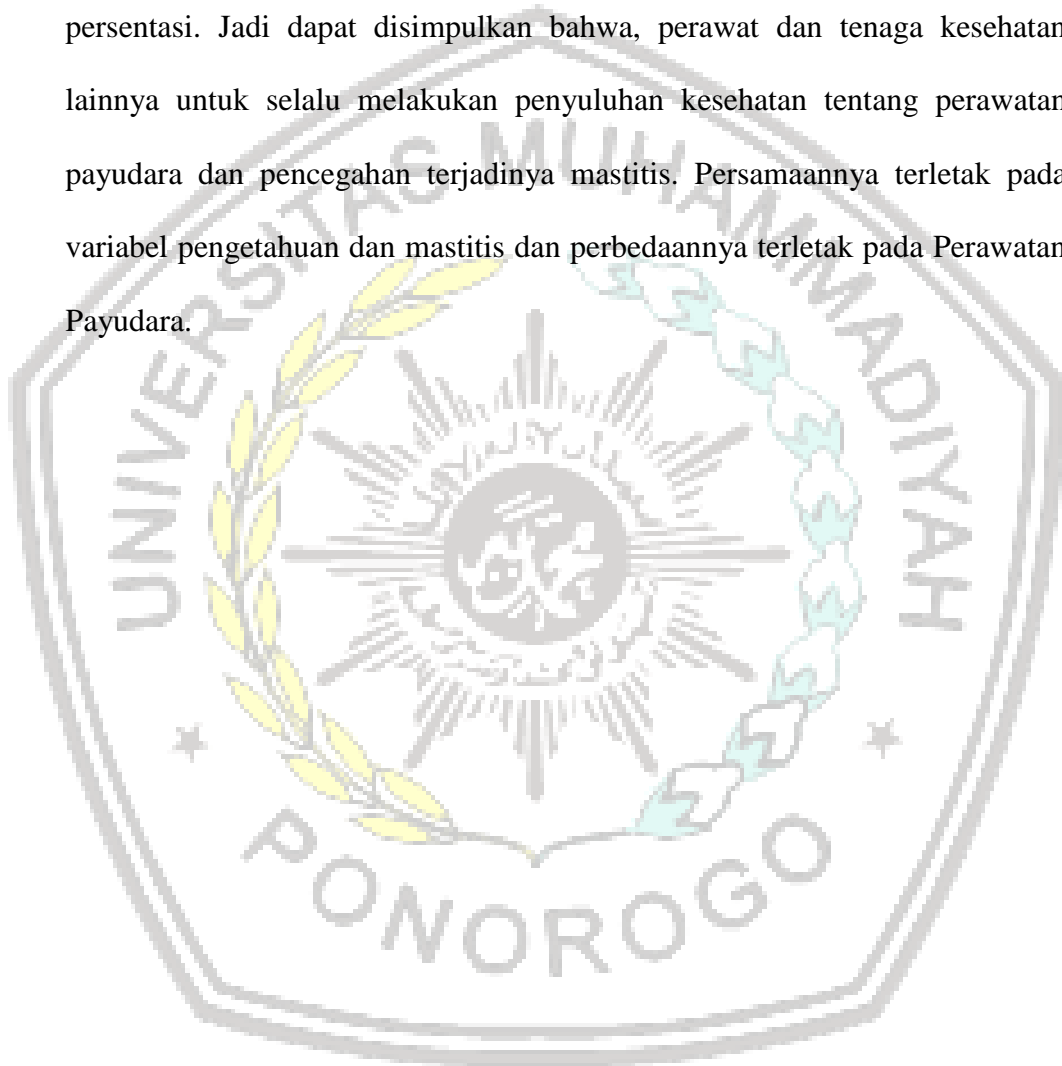 persentasi. Jadi dapat disimpulkan bahwa, perawat dan tenaga kesehatan
lainnya untuk selalu melakukan penyuluhan kesehatan tentang perawatan
payudara dan pencegahan terjadinya mastitis. Persamaannya terletak pada
variabel pengetahuan dan mastitis dan perbedaannya terletak pada Perawatan
Payudara.
UNIVERSITAS MUHAMMADIYAH
PONOROGO